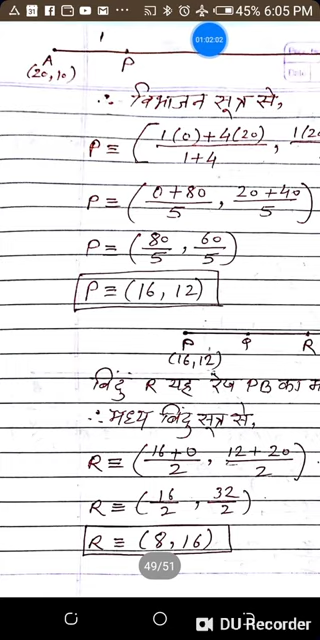 45% 6:05 PM
01:02:02
1
A P
(20,10)
∴ विभाजन सूत्र से,
P ≡ [ (1(0)+4(20))/(1+4) , 1(20
P ≡ ( (0+80)/5 , (20+40)/5 )
P ≡ ( 80/5 , 60/5 )
P ≡ (16, 12)
P Q R
(16,12)
बिंदु R यह रेख PB का म
∴ मध्य बिंदु सूत्र से,
R ≡ ( (16+0)/2 , (12+20)/2 )
R ≡ ( 16/2 , 32/2 )
R ≡ (8, 16)
49/51
DU Recorder